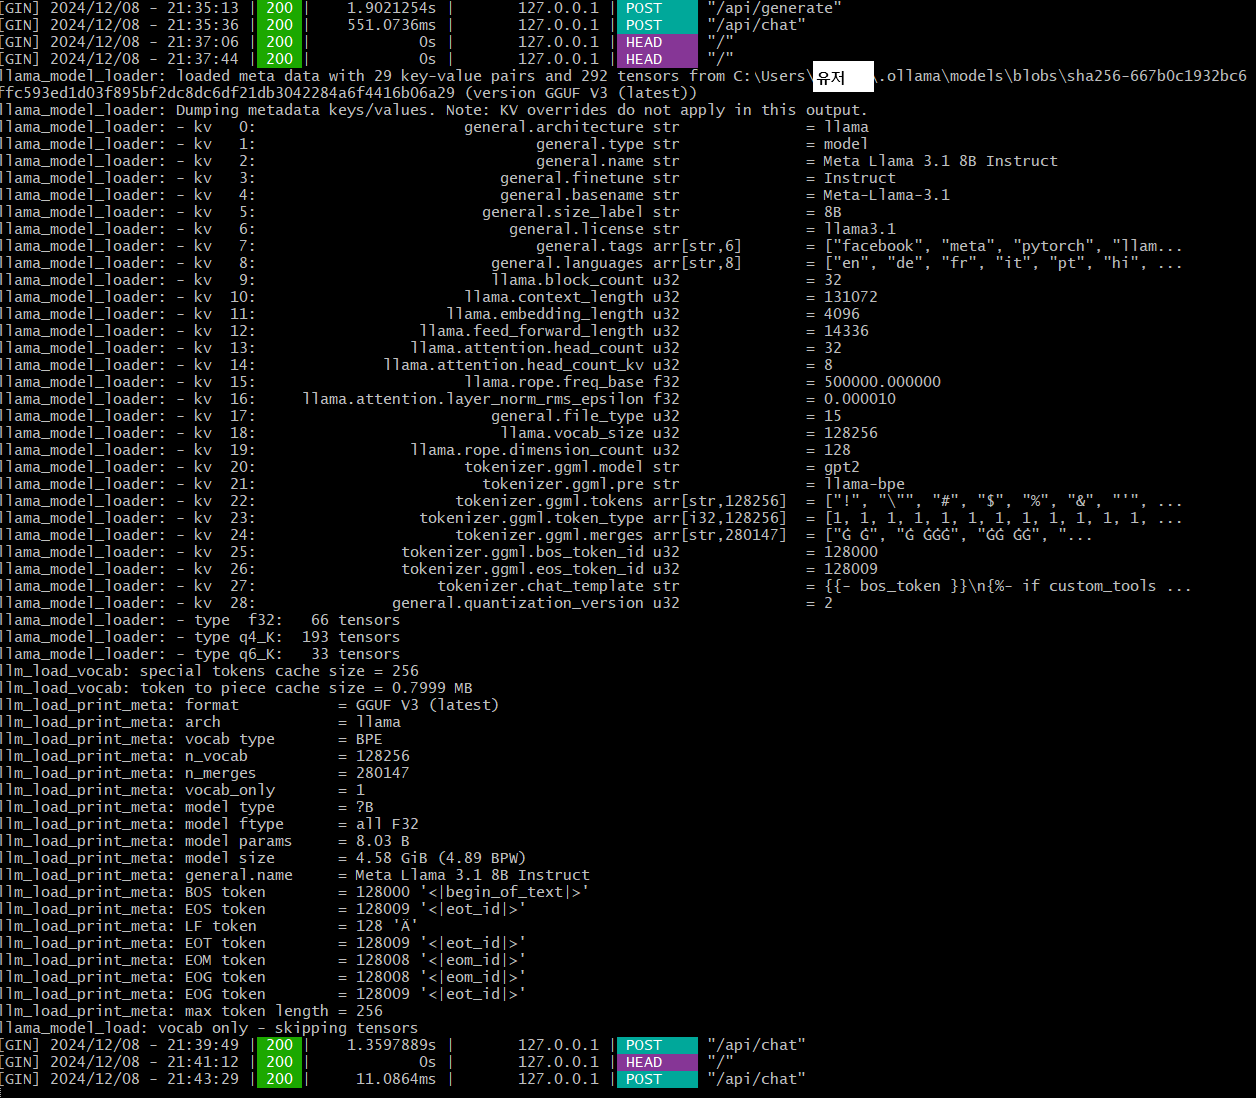 [GIN] 2024/12/08 - 21:35:13 | 200 |    1.9021254s |       127.0.0.1 | POST     "/api/generate"
[GIN] 2024/12/08 - 21:35:36 | 200 |    551.0736ms |       127.0.0.1 | POST     "/api/chat"
[GIN] 2024/12/08 - 21:37:06 | 200 |            0s |       127.0.0.1 | HEAD     "/"
[GIN] 2024/12/08 - 21:37:44 | 200 |            0s |       127.0.0.1 | HEAD     "/"
llama_model_loader: loaded meta data with 29 key-value pairs and 292 tensors from C:\Users\유저\.ollama\models\blobs\sha256-667b0c1932bc6
ffc593ed1d03f895bf2dc8dc6df21db3042284a6f4416b06a29 (version GGUF V3 (latest))
llama_model_loader: Dumping metadata keys/values. Note: KV overrides do not apply in this output.
llama_model_loader: - kv   0: general.architecture str = llama
llama_model_loader: - kv   1: general.type str = model
llama_model_loader: - kv   2: general.name str = Meta Llama 3.1 8B Instruct
llama_model_loader: - kv   3: general.finetune str = Instruct
llama_model_loader: - kv   4: general.basename str = Meta-Llama-3.1
llama_model_loader: - kv   5: general.size_label str = 8B
llama_model_loader: - kv   6: general.license str = llama3.1
llama_model_loader: - kv   7: general.tags arr[str,6] = ["facebook", "meta", "pytorch", "llam...
llama_model_loader: - kv   8: general.languages arr[str,8] = ["en", "de", "fr", "it", "pt", "hi", ...
llama_model_loader: - kv   9: llama.block_count u32 = 32
llama_model_loader: - kv  10: llama.context_length u32 = 131072
llama_model_loader: - kv  11: llama.embedding_length u32 = 4096
llama_model_loader: - kv  12: llama.feed_forward_length u32 = 14336
llama_model_loader: - kv  13: llama.attention.head_count u32 = 32
llama_model_loader: - kv  14: llama.attention.head_count_kv u32 = 8
llama_model_loader: - kv  15: llama.rope.freq_base f32 = 500000.000000
llama_model_loader: - kv  16: llama.attention.layer_norm_rms_epsilon f32 = 0.000010
llama_model_loader: - kv  17: general.file_type u32 = 15
llama_model_loader: - kv  18: llama.vocab_size u32 = 128256
llama_model_loader: - kv  19: llama.rope.dimension_count u32 = 128
llama_model_loader: - kv  20: tokenizer.ggml.model str = gpt2
llama_model_loader: - kv  21: tokenizer.ggml.pre str = llama-bpe
llama_model_loader: - kv  22: tokenizer.ggml.tokens arr[str,128256] = ["!", "\"", "#", "$", "%", "&", "'", ...
llama_model_loader: - kv  23: tokenizer.ggml.token_type arr[i32,128256] = [1, 1, 1, 1, 1, 1, 1, 1, 1, 1, 1, 1, ...
llama_model_loader: - kv  24: tokenizer.ggml.merges arr[str,280147] = ["Ġ Ġ", "Ġ ĠĠĠ", "ĠĠ ĠĠ", "...
llama_model_loader: - kv  25: tokenizer.ggml.bos_token_id u32 = 128000
llama_model_loader: - kv  26: tokenizer.ggml.eos_token_id u32 = 128009
llama_model_loader: - kv  27: tokenizer.chat_template str = {{- bos_token }}\n{%- if custom_tools ...
llama_model_loader: - kv  28: general.quantization_version u32 = 2
llama_model_loader: - type  f32:   66 tensors
llama_model_loader: - type q4_K:  193 tensors
llama_model_loader: - type q6_K:   33 tensors
llm_load_vocab: special tokens cache size = 256
llm_load_vocab: token to piece cache size = 0.7999 MB
llm_load_print_meta: format           = GGUF V3 (latest)
llm_load_print_meta: arch             = llama
llm_load_print_meta: vocab type       = BPE
llm_load_print_meta: n_vocab          = 128256
llm_load_print_meta: n_merges         = 280147
llm_load_print_meta: vocab_only       = 1
llm_load_print_meta: model type       = ?B
llm_load_print_meta: model ftype      = all F32
llm_load_print_meta: model params     = 8.03 B
llm_load_print_meta: model size       = 4.58 GiB (4.89 BPW)
llm_load_print_meta: general.name     = Meta Llama 3.1 8B Instruct
llm_load_print_meta: BOS token        = 128000 '<|begin_of_text|>'
llm_load_print_meta: EOS token        = 128009 '<|eot_id|>'
llm_load_print_meta: LF token         = 128 'Ä'
llm_load_print_meta: EOT token        = 128009 '<|eot_id|>'
llm_load_print_meta: EOM token        = 128008 '<|eom_id|>'
llm_load_print_meta: EOG token        = 128008 '<|eom_id|>'
llm_load_print_meta: EOG token        = 128009 '<|eot_id|>'
llm_load_print_meta: max token length = 256
llama_model_load: vocab only - skipping tensors
[GIN] 2024/12/08 - 21:39:49 | 200 |    1.3597889s |       127.0.0.1 | POST     "/api/chat"
[GIN] 2024/12/08 - 21:41:12 | 200 |            0s |       127.0.0.1 | HEAD     "/"
[GIN] 2024/12/08 - 21:43:29 | 200 |     11.0864ms |       127.0.0.1 | POST     "/api/chat"